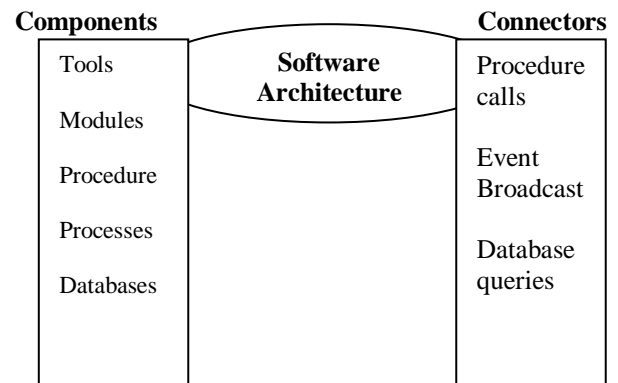 Components
Tools
Modules
Procedure
Processes
Databases
Software
Architecture
Connectors
Procedure
calls
Event
Broadcast
Database
queries